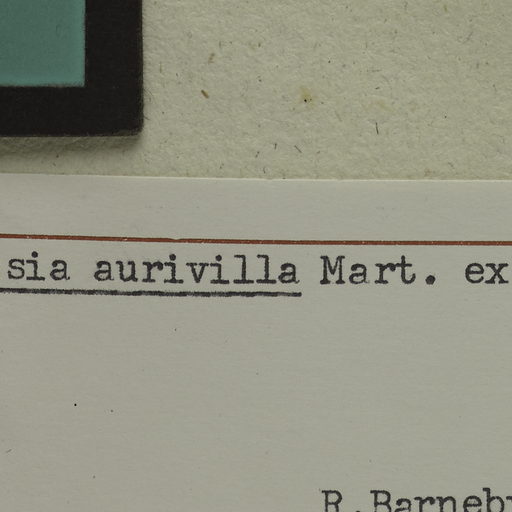 sia aurivilla Mart. ex
R.Barneb